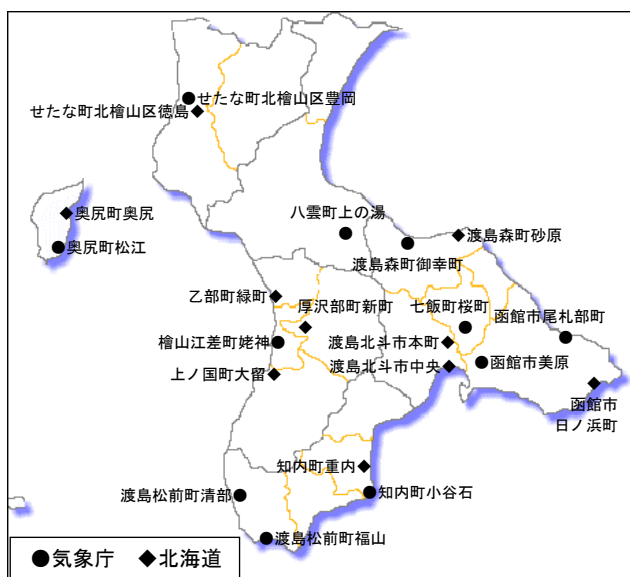 せたな町北檜山区豊岡
せたな町北檜山区徳島
奥尻町奥尻
八雲町上の湯
渡島森町砂原
奥尻町松江
渡島森町御幸町
乙部町緑町
厚沢部町新町
七飯町桜町
函館市尾札部町
檜山江差町姥神
渡島北斗市本町
函館市美原
上ノ国町大留
渡島北斗市中央
函館市
日ノ浜町
知内町重内
渡島松前町清部
知内町小谷石
渡島松前町福山
●気象庁 ◆北海道